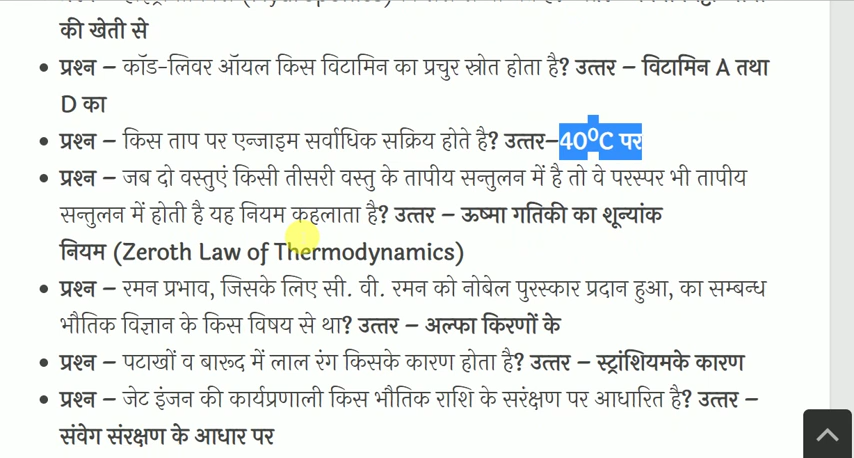 की खेती से
प्रश्न – कॉड-लिवर ऑयल किस विटामिन का प्रचुर स्रोत होता है? उत्तर – विटामिन A तथा
D का
प्रश्न – किस ताप पर एन्जाइम सर्वाधिक सक्रिय होते है? उत्तर–40⁰C पर
प्रश्न – जब दो वस्तुएं किसी तीसरी वस्तु के तापीय सन्तुलन में है तो वे परस्पर भी तापीय
सन्तुलन में होती है यह नियम कहलाता है? उत्तर – ऊष्मा गतिकी का शून्यांक
नियम (Zeroth Law of Thermodynamics)
प्रश्न – रमन प्रभाव, जिसके लिए सी. वी. रमन को नोबेल पुरस्कार प्रदान हुआ, का सम्बन्ध
भौतिक विज्ञान के किस विषय से था? उत्तर – अल्फा किरणों के
प्रश्न – पटाखों व बारूद में लाल रंग किसके कारण होता है? उत्तर – स्ट्रांशियमके कारण
प्रश्न – जेट इंजन की कार्यप्रणाली किस भौतिक राशि के सरंक्षण पर आधारित है? उत्तर –
संवेग संरक्षण के आधार पर